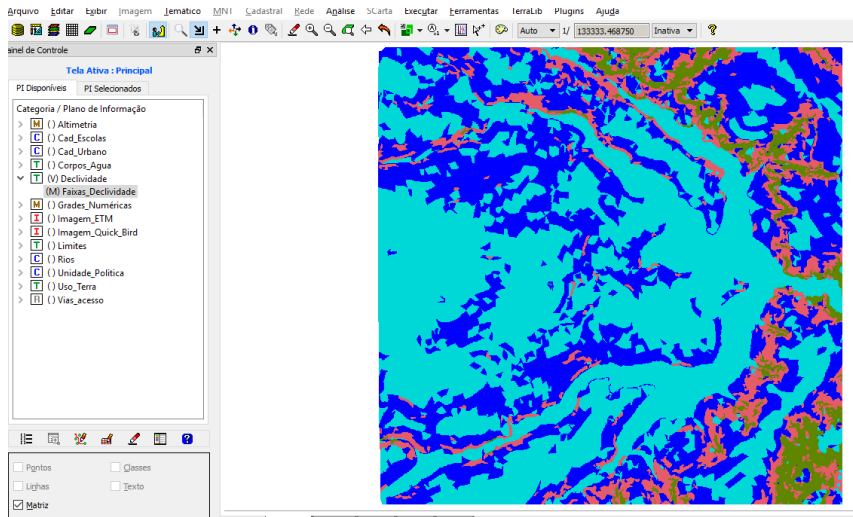 Arquivo Editar Exibir Imagem Temático MNT Cadastral Rede Análise SCarta Executar Ferramentas TerraLib Plugins Ajuda
Auto 1/ 133333.468750 Inativa
ainel de Controle
Tela Ativa : Principal
PI Disponíveis PI Selecionados
Categoria / Plano de Informação
M () Altimetria
C () Cad_Escolas
C () Cad_Urbano
T () Corpos_Agua
T (V) Declividade
(M) Faixas_Declividade
M () Grades_Numéricas
I () Imagem_ETM
I () Imagem_Quick_Bird
T () Limites
C () Rios
C () Unidade_Politica
T () Uso_Terra
R () Vias_acesso
Pontos Classes
Linhas Texto
Matriz